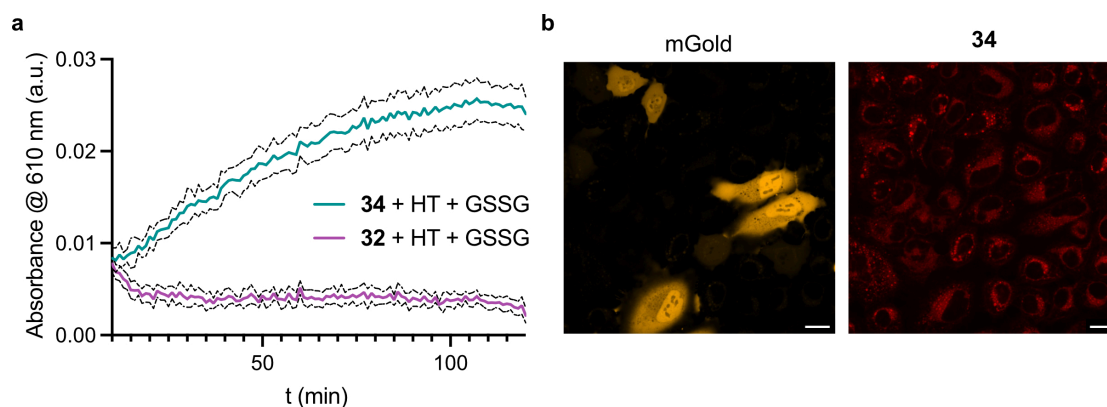 a
Absorbance @ 610 nm (a.u.)
0.03
0.02
0.01
0.00
34 + HT + GSSG
32 + HT + GSSG
50
100
t (min)
b
mGold
34